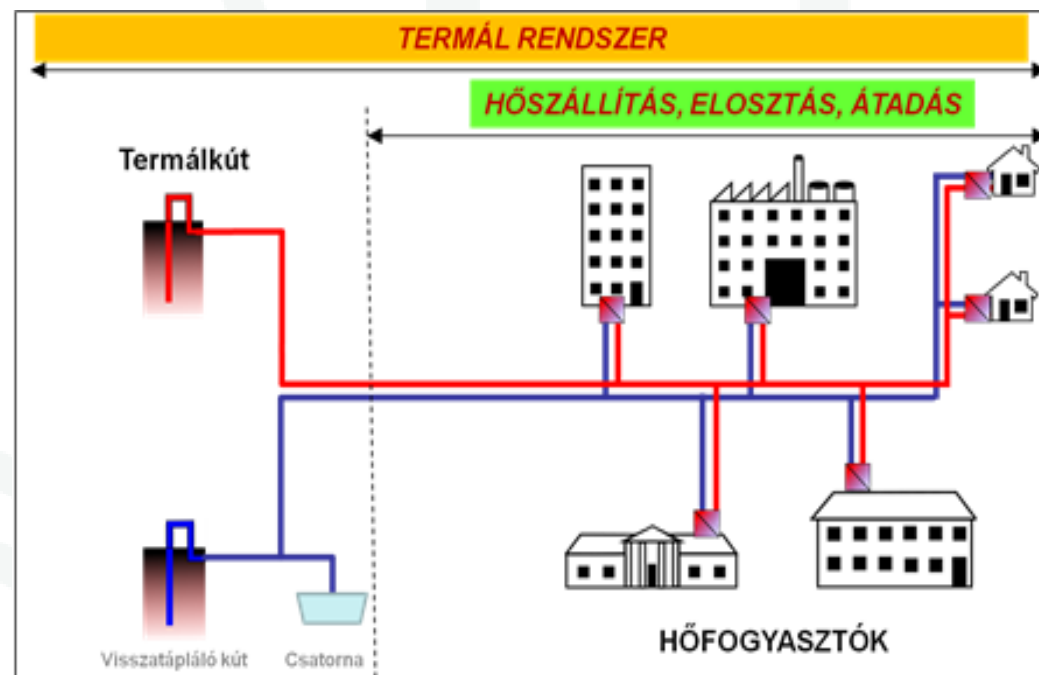 TERMÁL RENDSZER
HŐSZÁLLÍTÁS, ELOSZTÁS, ÁTADÁS
Termálkút
Visszatápláló kút
Csatorna
HŐFOGYASZTÓK